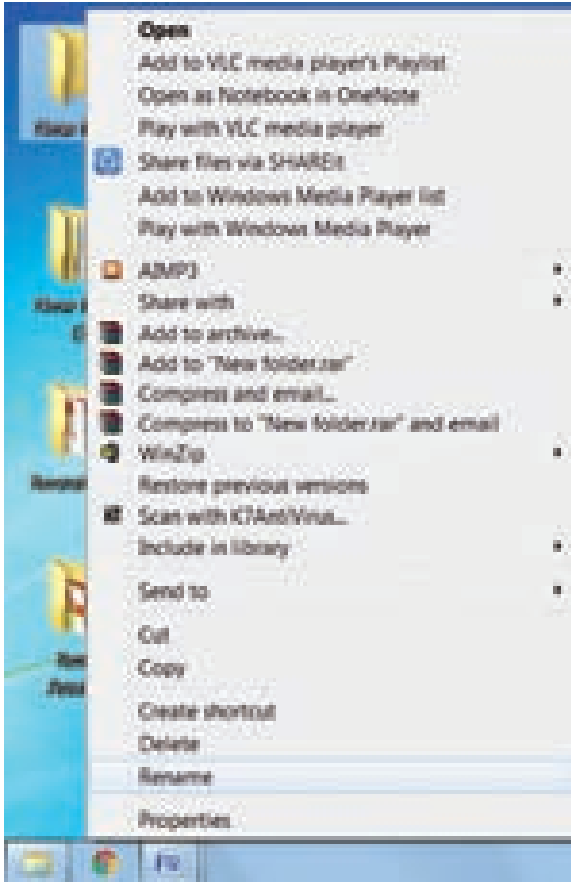 Open
Add to VLC media player's Playlist
Open as Notebook in OneNote
Play with VLC media player
Share files via SHAREit
Add to Windows Media Player list
Play with Windows Media Player
AIMP3
Share with
Add to archive...
Add to "New folder.rar"
Compress and email...
Compress to "New folder.rar" and email
WinZip
Restore previous versions
Scan with K7AntiVirus...
Include in library
Send to
Cut
Copy
Create shortcut
Delete
Rename
Properties